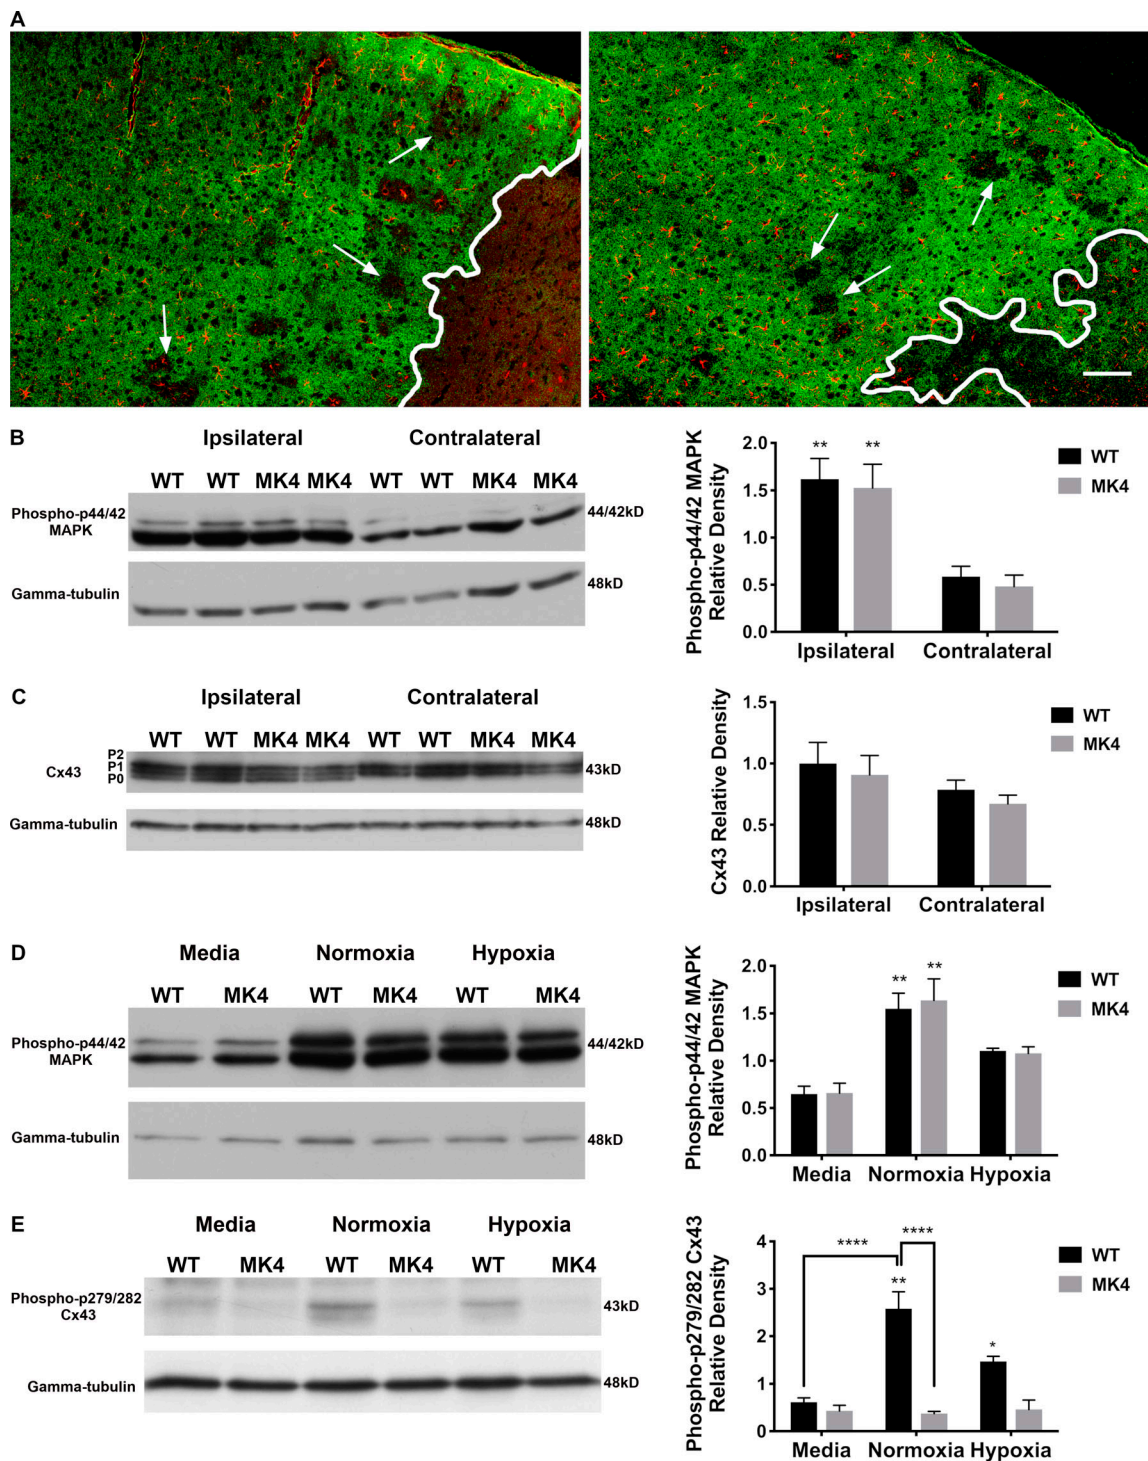 A
B
Ipsilateral Contralateral
WT WT MK4 MK4 WT WT MK4 MK4
Phospho-p44/42
MAPK
44/42kD
Gamma-tubulin
48kD
Phospho-p44/42 MAPK
Relative Density
2.0
1.5
1.0
0.5
0.0
** **
Ipsilateral Contralateral
WT
MK4
C
Ipsilateral Contralateral
WT WT MK4 MK4 WT WT MK4 MK4
Cx43
P2
P1
P0
43kD
Gamma-tubulin
48kD
Cx43 Relative Density
1.5
1.0
0.5
0.0
Ipsilateral Contralateral
WT
MK4
D
Media Normoxia Hypoxia
WT MK4 WT MK4 WT MK4
Phospho-p44/42
MAPK
44/42kD
Gamma-tubulin
48kD
Phospho-p44/42 MAPK
Relative Density
2.0
1.5
1.0
0.5
0.0
** **
Media Normoxia Hypoxia
WT
MK4
E
Media Normoxia Hypoxia
WT MK4 WT MK4 WT MK4
Phospho-p279/282
Cx43
43kD
Gamma-tubulin
48kD
Phospho-p279/282 Cx43
Relative Density
4
3
2
1
0
**** ****
**
*
Media Normoxia Hypoxia
WT
MK4